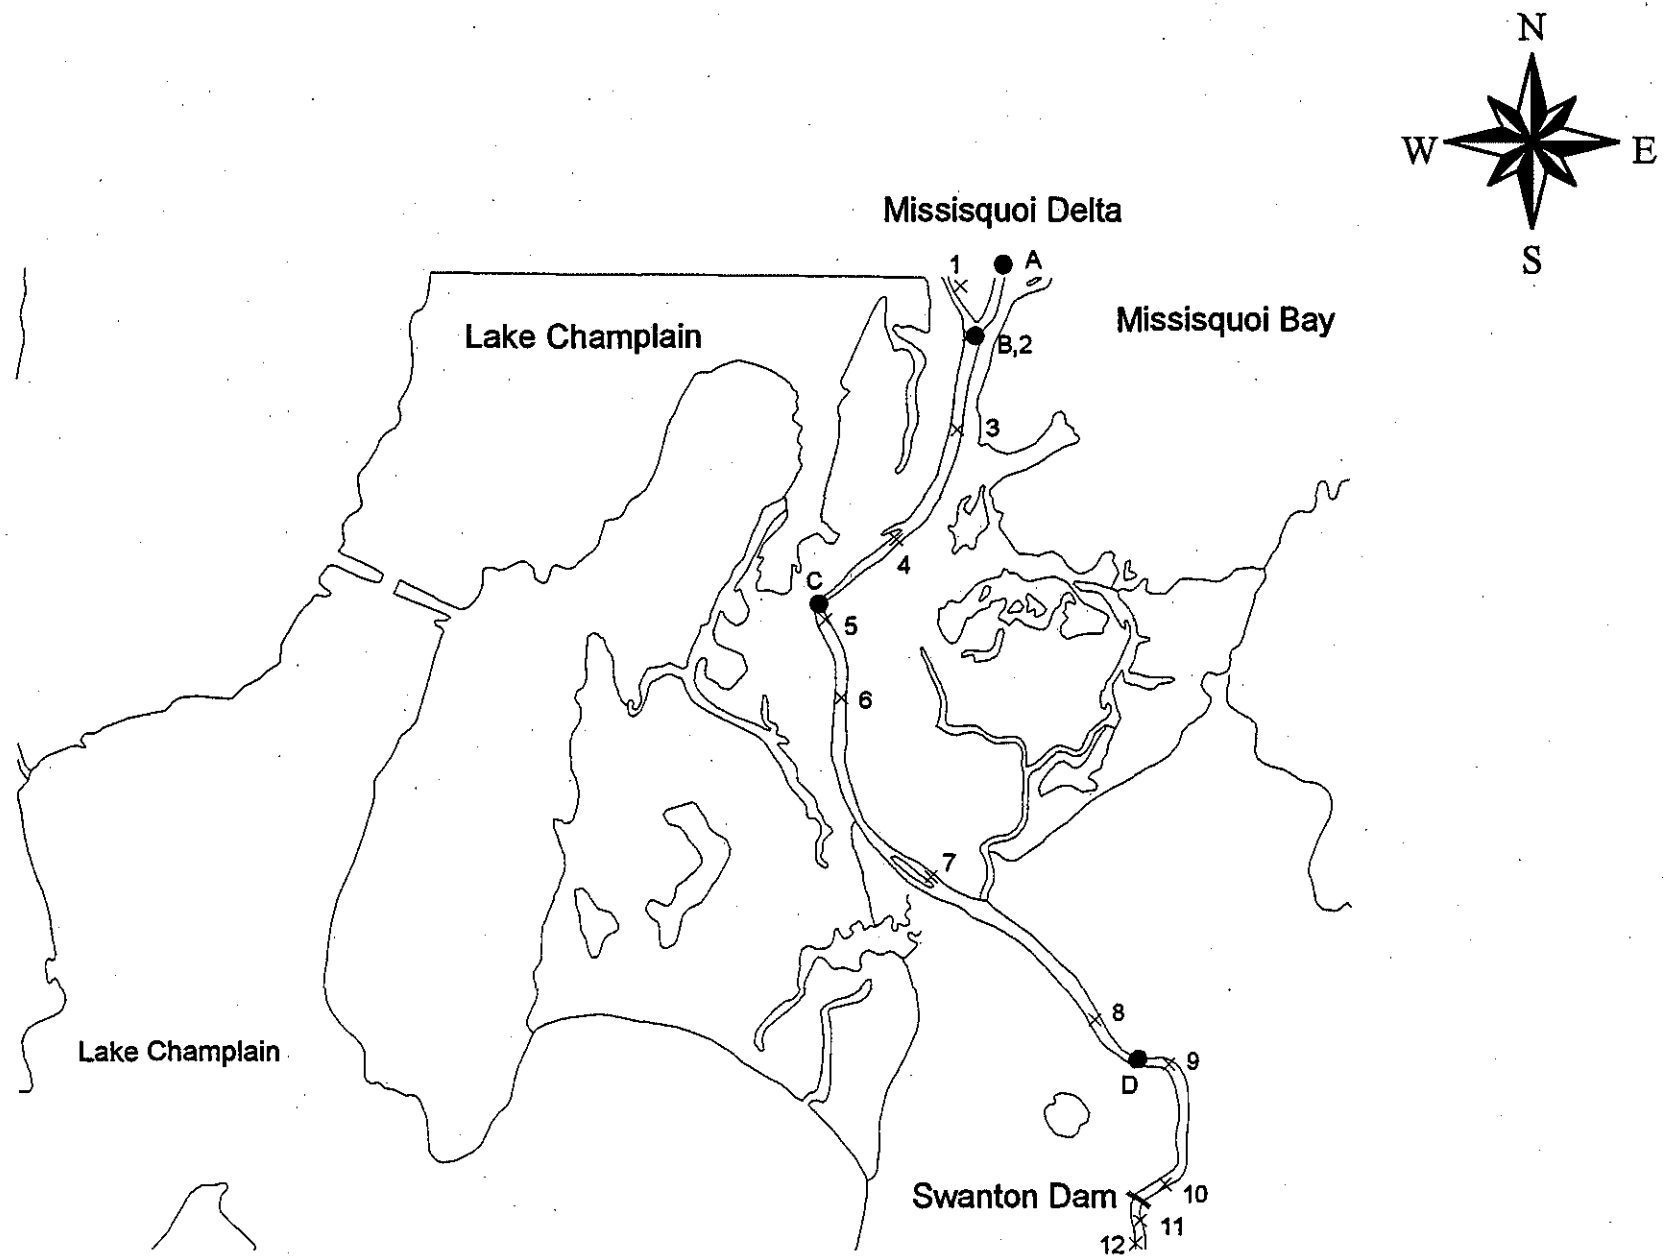 N
W
E
S
Missisquoi Delta
1
A
Missisquoi Bay
Lake Champlain
B,2
3
4
C
5
6
7
8
9
D
Lake Champlain
10
Swanton Dam
11
12